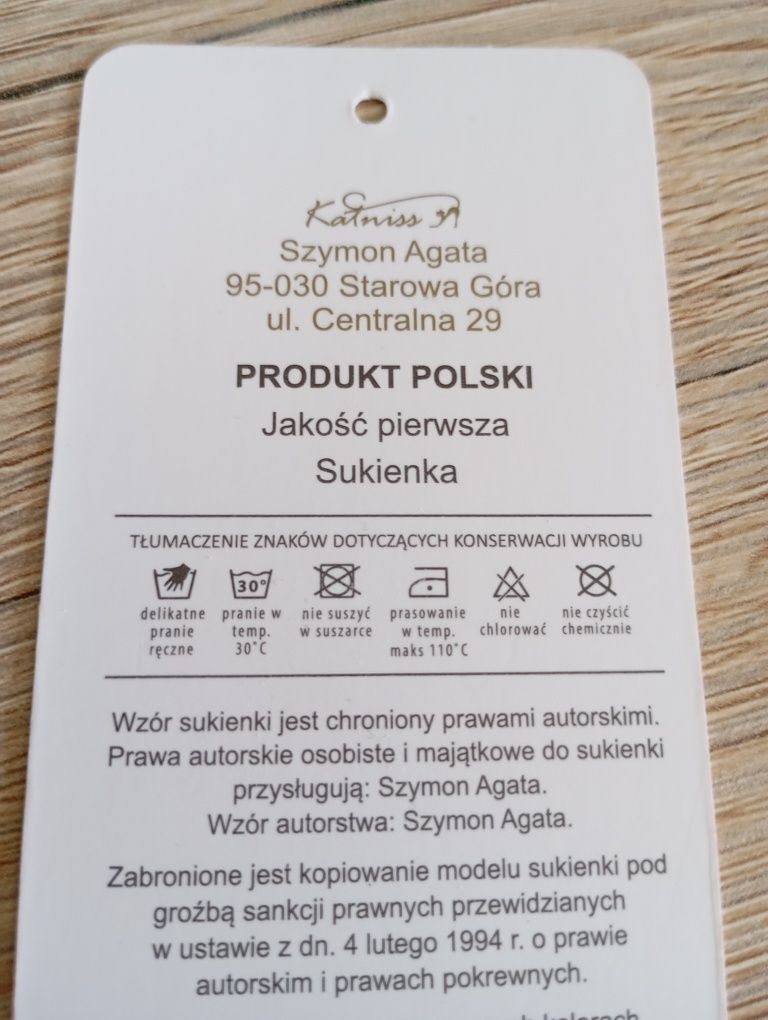 Katniss
Szymon Agata
95-030 Starowa Góra
ul. Centralna 29
PRODUKT POLSKI
Jakość pierwsza
Sukienka
TŁUMACZENIE ZNAKÓW DOTYCZĄCYCH KONSERWACJI WYROBU
30°
delikatne pranie ręczne
pranie w temp. 30°C
nie suszyć w suszarce
prasowanie w temp. maks 110°C
nie chlorować
nie czyścić chemicznie
Wzór sukienki jest chroniony prawami autorskimi.
Prawa autorskie osobiste i majątkowe do sukienki
przysługują: Szymon Agata.
Wzór autorstwa: Szymon Agata.
Zabronione jest kopiowanie modelu sukienki pod
groźbą sankcji prawnych przewidzianych
w ustawie z dn. 4 lutego 1994 r. o prawie
autorskim i prawach pokrewnych.